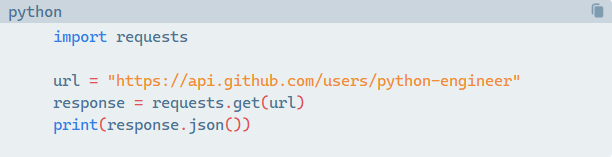 python
import requests
url = "https://api.github.com/users/python-engineer"
response = requests.get(url)
print(response.json())